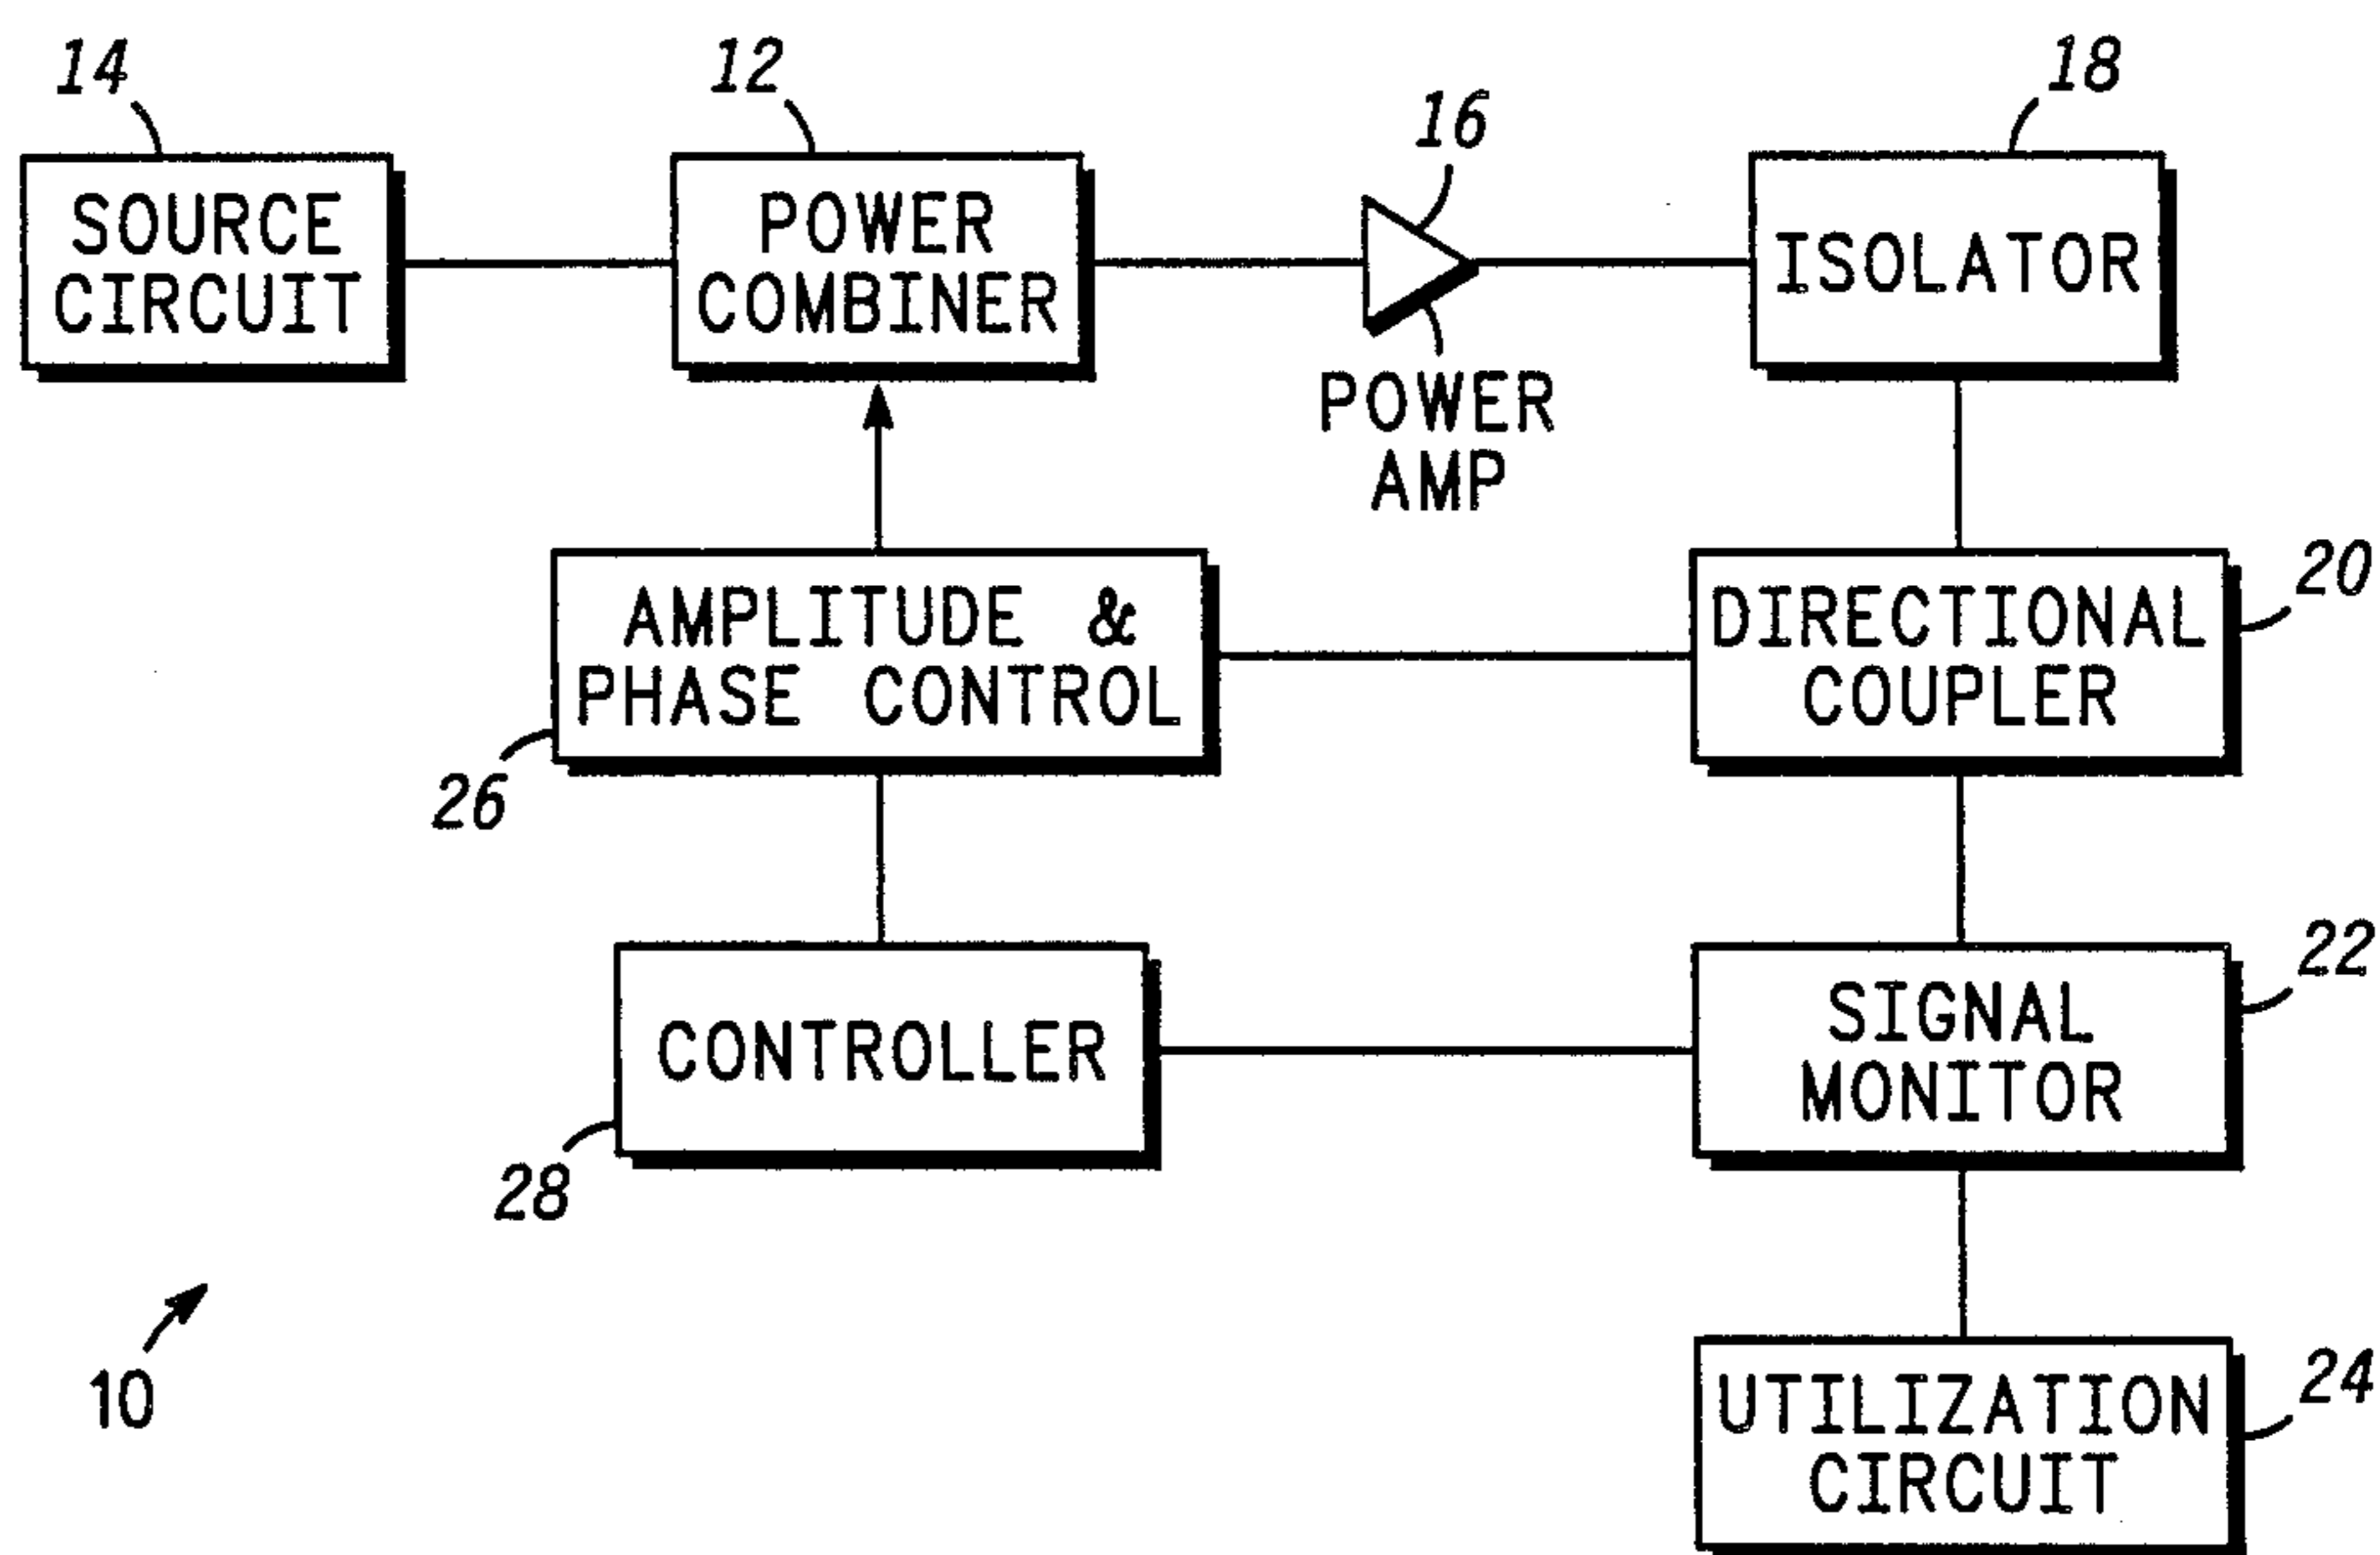 14
12
16
18
SOURCE
CIRCUIT
POWER
COMBINER
ISOLATOR
POWER
AMP
AMPLITUDE &
PHASE CONTROL
26
DIRECTIONAL
COUPLER
20
CONTROLLER
28
SIGNAL
MONITOR
22
10
UTILIZATION
CIRCUIT
24